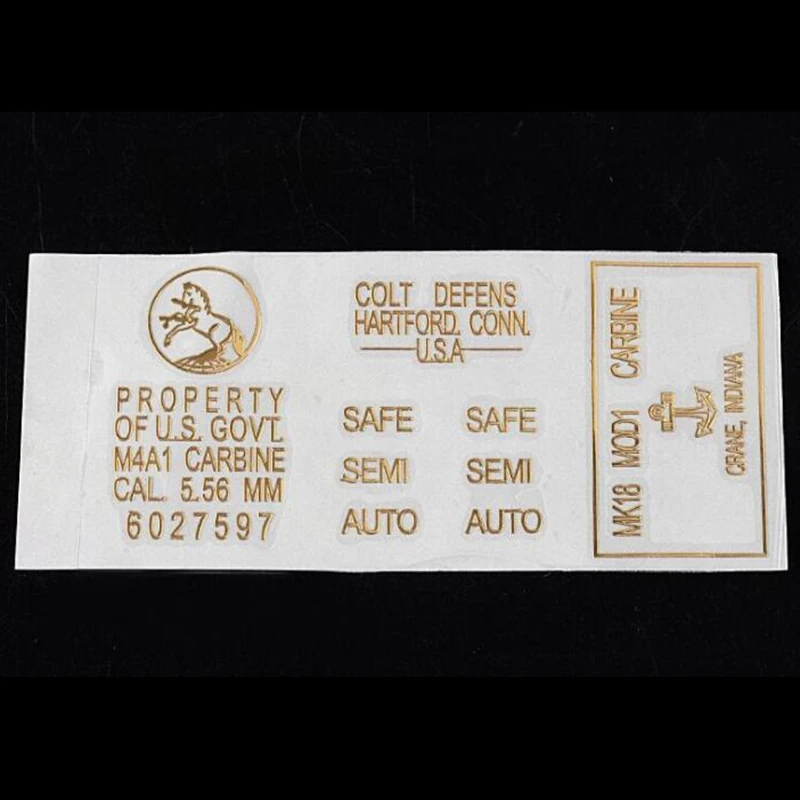 PROPERTY
OF U.S. GOVT.
M4A1 CARBINE
CAL. 5.56 MM
6027597
COLT DEFENS
HARTFORD. CONN.
U.S.A
SAFE SAFE
SEMI SEMI
AUTO AUTO
MK18 MOD1 CARBINE
CRANE, INDIANA